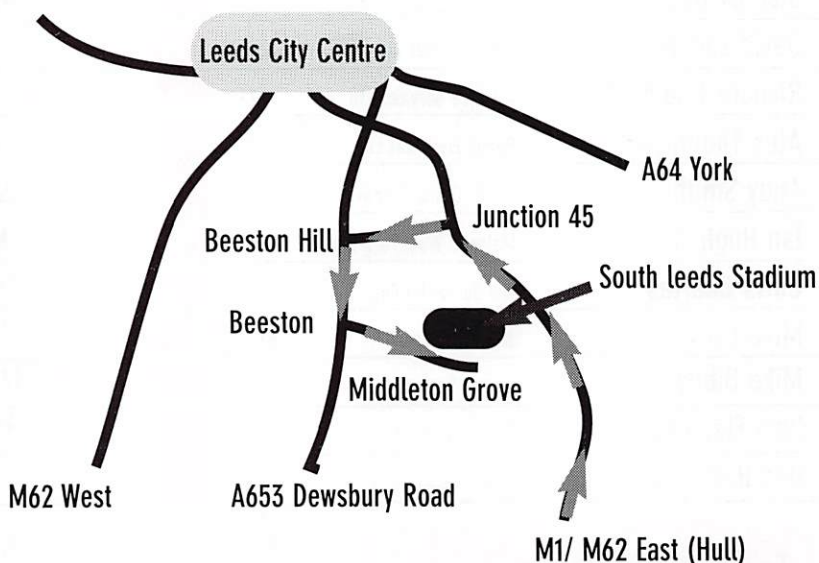 Leeds City Centre
A64 York
Junction 45
Beeston Hill
South leeds Stadium
Beeston
Middleton Grove
M62 West
A653 Dewsbury Road
M1/ M62 East (Hull)